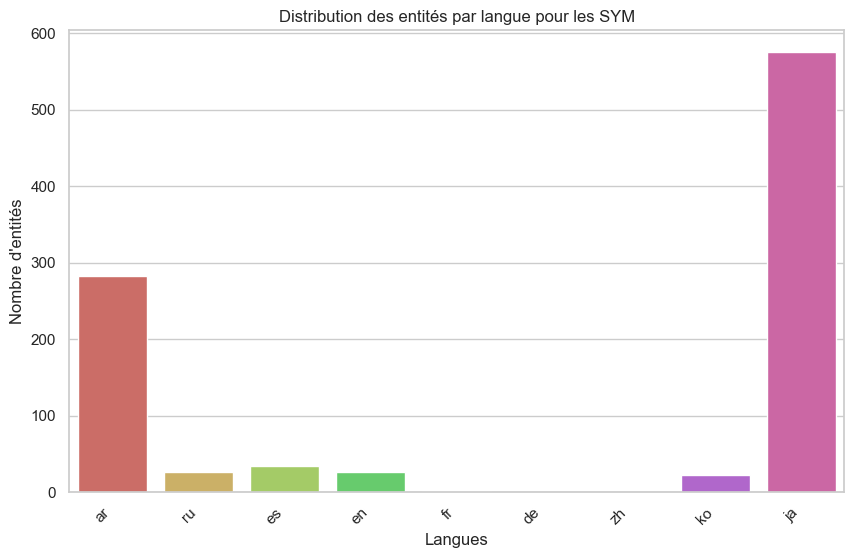 Distribution des entités par langue pour les SYM
Nombre d'entités
600
500
400
300
200
100
0
ar
ru
es
en
fr
de
zh
ko
ja
Langues